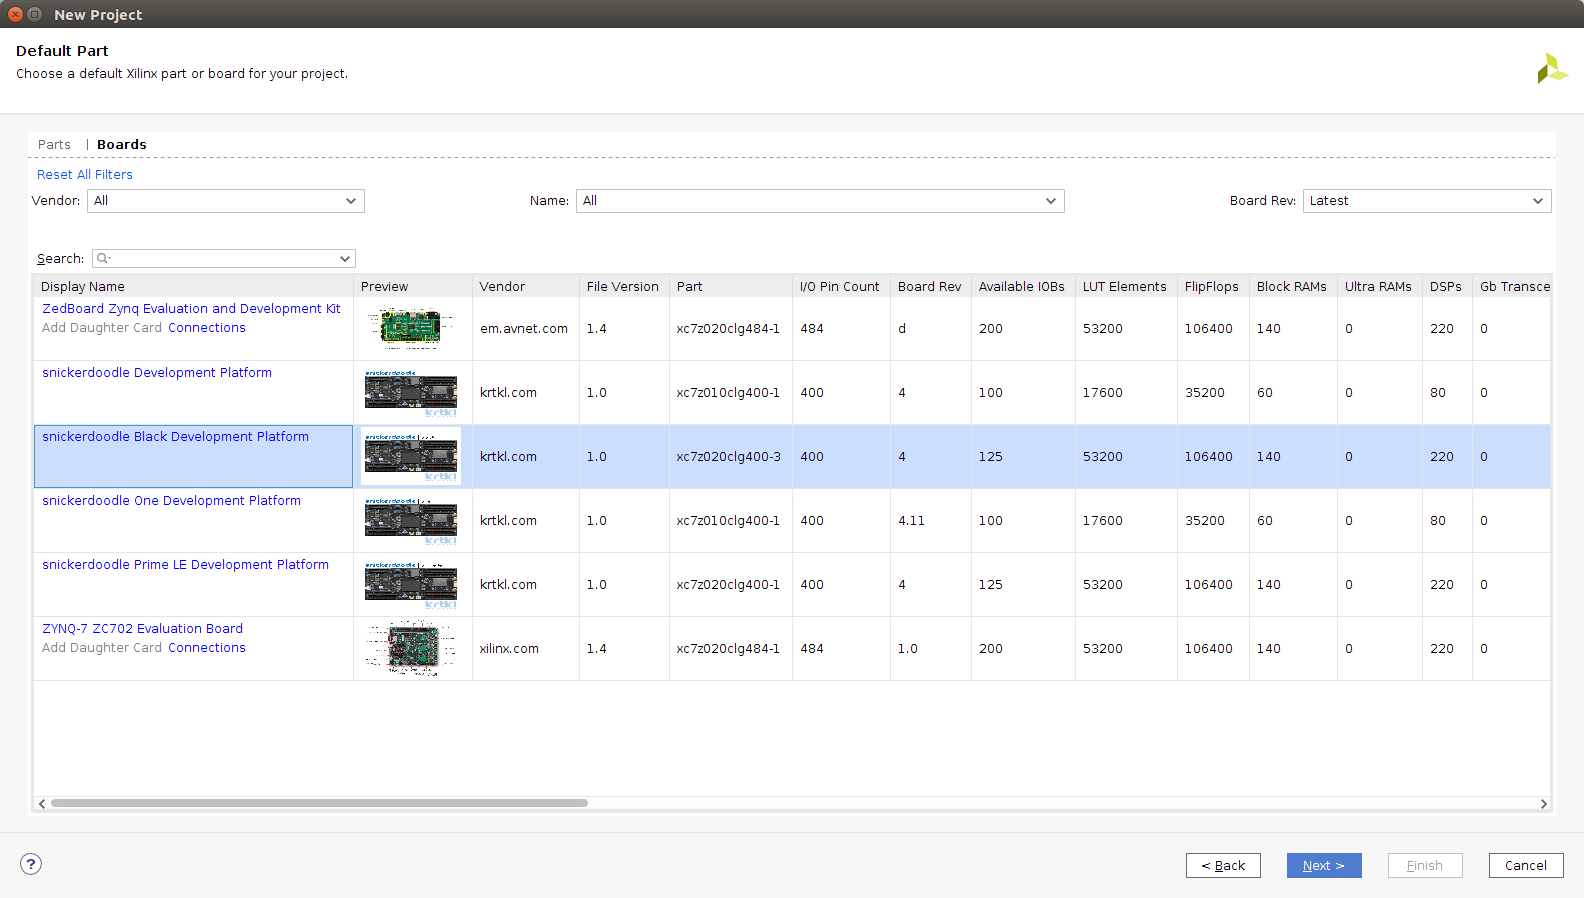 New Project
Default Part
Choose a default Xilinx part or board for your project.
Parts | Boards
Reset All Filters
Vendor: All Name: All Board Rev: Latest
Search:
Display Name Preview Vendor File Version Part I/O Pin Count Board Rev Available IOBs LUT Elements FlipFlops Block RAMs Ultra RAMs DSPs Gb Transce
ZedBoard Zynq Evaluation and Development Kit
Add Daughter Card Connections
em.avnet.com 1.4 xc7z020clg484-1 484 d 200 53200 106400 140 0 220 0
snickerdoodle Development Platform
snickerdoodle
krtkl
krtkl.com 1.0 xc7z010clg400-1 400 4 100 17600 35200 60 0 80 0
snickerdoodle Black Development Platform
snickerdoodle
krtkl
krtkl.com 1.0 xc7z020clg400-3 400 4 125 53200 106400 140 0 220 0
snickerdoodle One Development Platform
snickerdoodle
krtkl
krtkl.com 1.0 xc7z010clg400-1 400 4.11 100 17600 35200 60 0 80 0
snickerdoodle Prime LE Development Platform
snickerdoodle
krtkl
krtkl.com 1.0 xc7z020clg400-1 400 4 125 53200 106400 140 0 220 0
ZYNQ-7 ZC702 Evaluation Board
Add Daughter Card Connections
xilinx.com 1.4 xc7z020clg484-1 484 1.0 200 53200 106400 140 0 220 0
? < Back Next > Finish Cancel